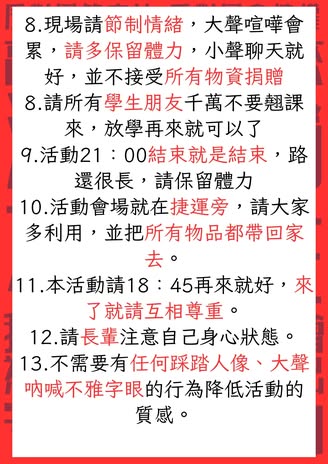 8.現場請節制情緒，大聲喧嘩會
累，請多保留體力，小聲聊天就
好，並不接受所有物資捐贈
8.請所有學生朋友千萬不要翹課
來，放學再來就可以了
9.活動21：00結束就是結束，路
還很長，請保留體力
10.活動會場就在捷運旁，請大家
多利用，並把所有物品都帶回家
去。
11.本活動請18：45再來就好，來
了就請互相尊重。
12.請長輩注意自己身心狀態。
13.不需要有任何踩踏人像、大聲
吶喊不雅字眼的行為降低活動的
質感。